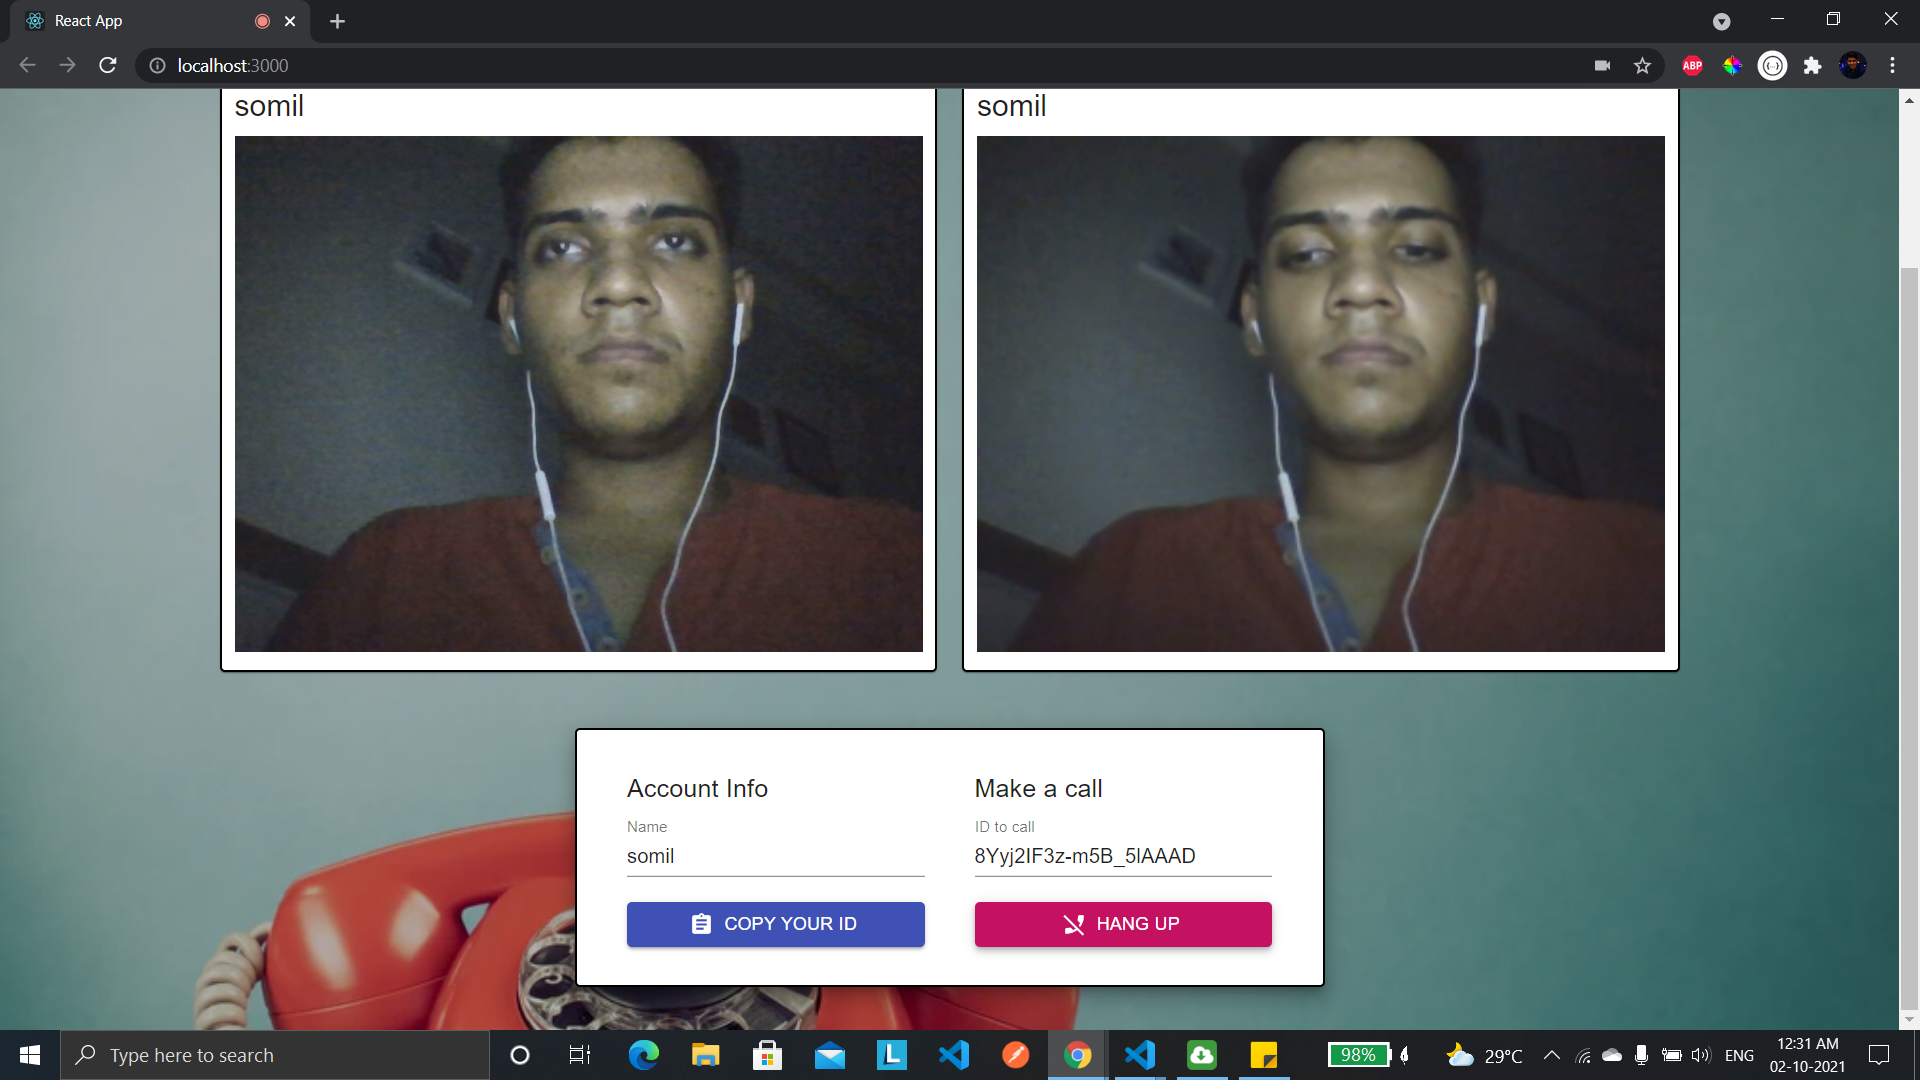 React App
localhost:3000
ABP
somil
somil
Account Info
Make a call
Name
ID to call
somil
8Yyj2IF3z-m5B_5lAAAD
COPY YOUR ID
HANG UP
Type here to search
L
98%
29°C
ENG
12:31 AM
02-10-2021